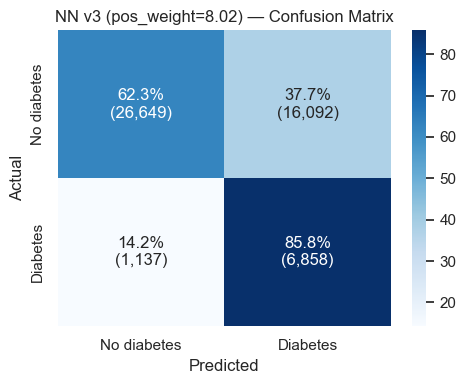 NN v3 (pos_weight=8.02) — Confusion Matrix
Actual
No diabetes
Diabetes
62.3%
(26,649)
37.7%
(16,092)
14.2%
(1,137)
85.8%
(6,858)
No diabetes
Diabetes
Predicted
80
70
60
50
40
30
20